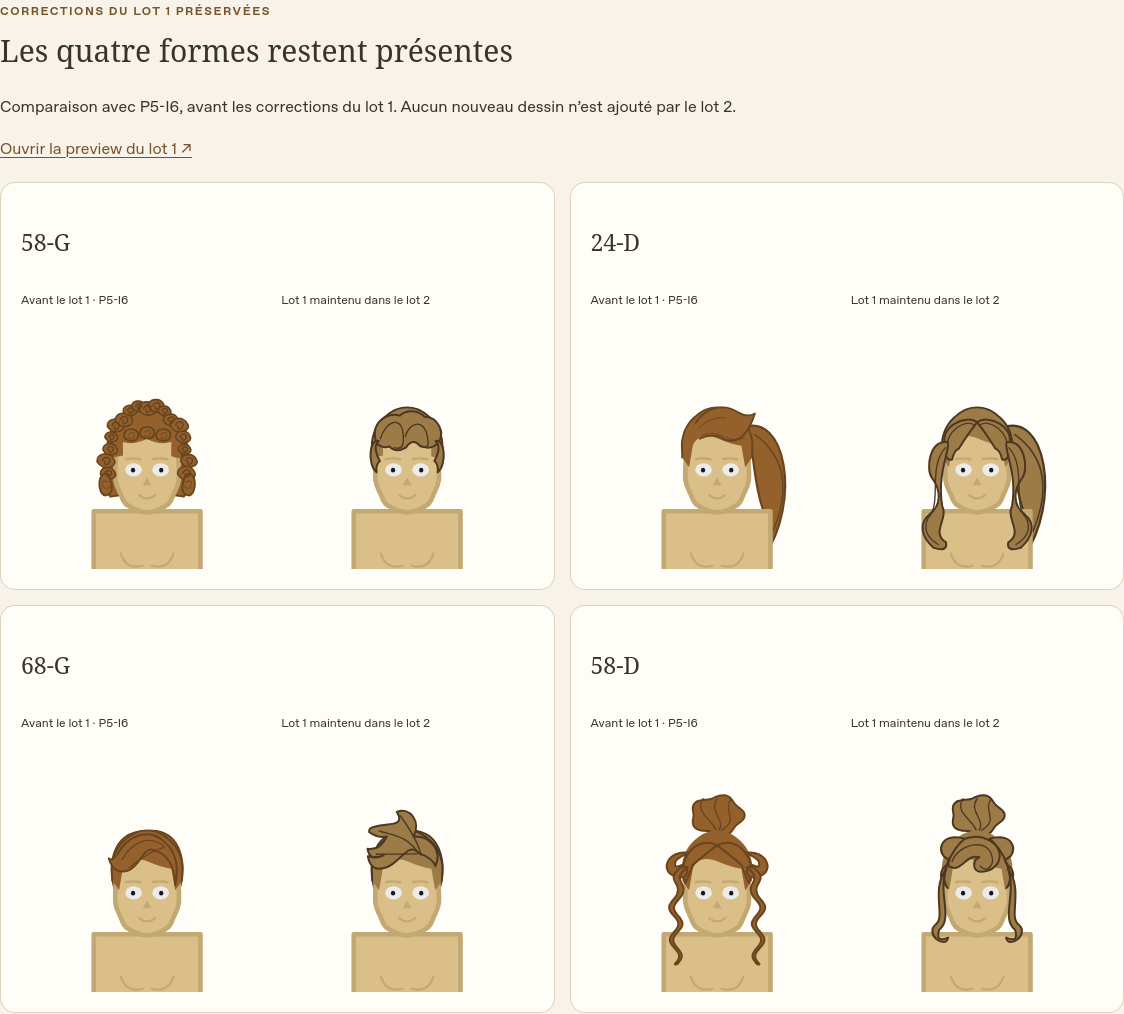 CORRECTIONS DU LOT 1 PRÉSERVÉES
Les quatre formes restent présentes
Comparaison avec P5-I6, avant les corrections du lot 1. Aucun nouveau dessin n’est ajouté par le lot 2.
Ouvrir la preview du lot 1 ↗
58-G
Avant le lot 1 · P5-I6
Lot 1 maintenu dans le lot 2
24-D
Avant le lot 1 · P5-I6
Lot 1 maintenu dans le lot 2
68-G
Avant le lot 1 · P5-I6
Lot 1 maintenu dans le lot 2
58-D
Avant le lot 1 · P5-I6
Lot 1 maintenu dans le lot 2